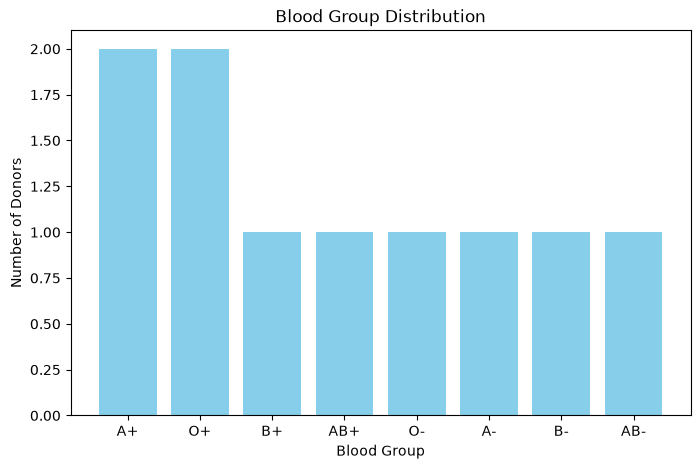 Blood Group Distribution
Number of Donors
2.00
1.75
1.50
1.25
1.00
0.75
0.50
0.25
0.00
A+ O+ B+ AB+ O- A- B- AB-
Blood Group